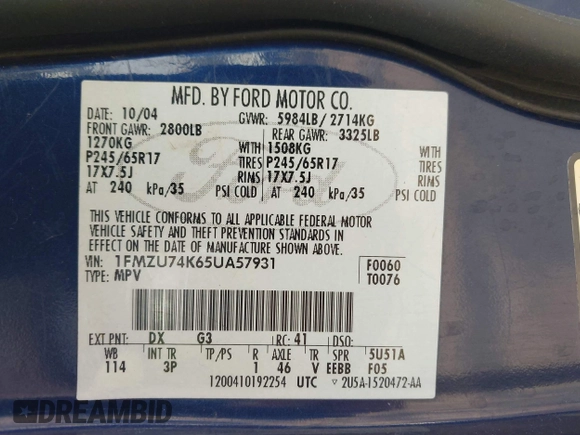 MFD. BY FORD MOTOR CO.
DATE: 10/04 GVWR: 5984LB/ 2714KG
FRONT GAWR: 2800LB REAR GAWR: 3325LB
1270KG WITH 1508KG WITH
P245/65R17 TIRES P245/65R17 TIRES
17X7.5J RIMS 17X7.5J RIMS
AT 240 kPa/35 PSI COLD AT 240 kPa/35 PSI COLD
Ford
THIS VEHICLE CONFORMS TO ALL APPLICABLE FEDERAL MOTOR
VEHICLE SAFETY AND THEFT PREVENTION STANDARDS IN
EFFECT ON THE DATE OF MANUFACTURE SHOWN ABOVE.
VIN: 1FMZU74K65UA57931 F0060
TYPE: MPV T0076
EXT PNT: DX G3 RC: 41 DSO:
WB INT TR TP/PS R AXLE TR SPR 5U51A
114 3P 1 46 V EEBB F05
1200410192254 UTC ▽ 2U5A-1520472-AA
DREAMBID